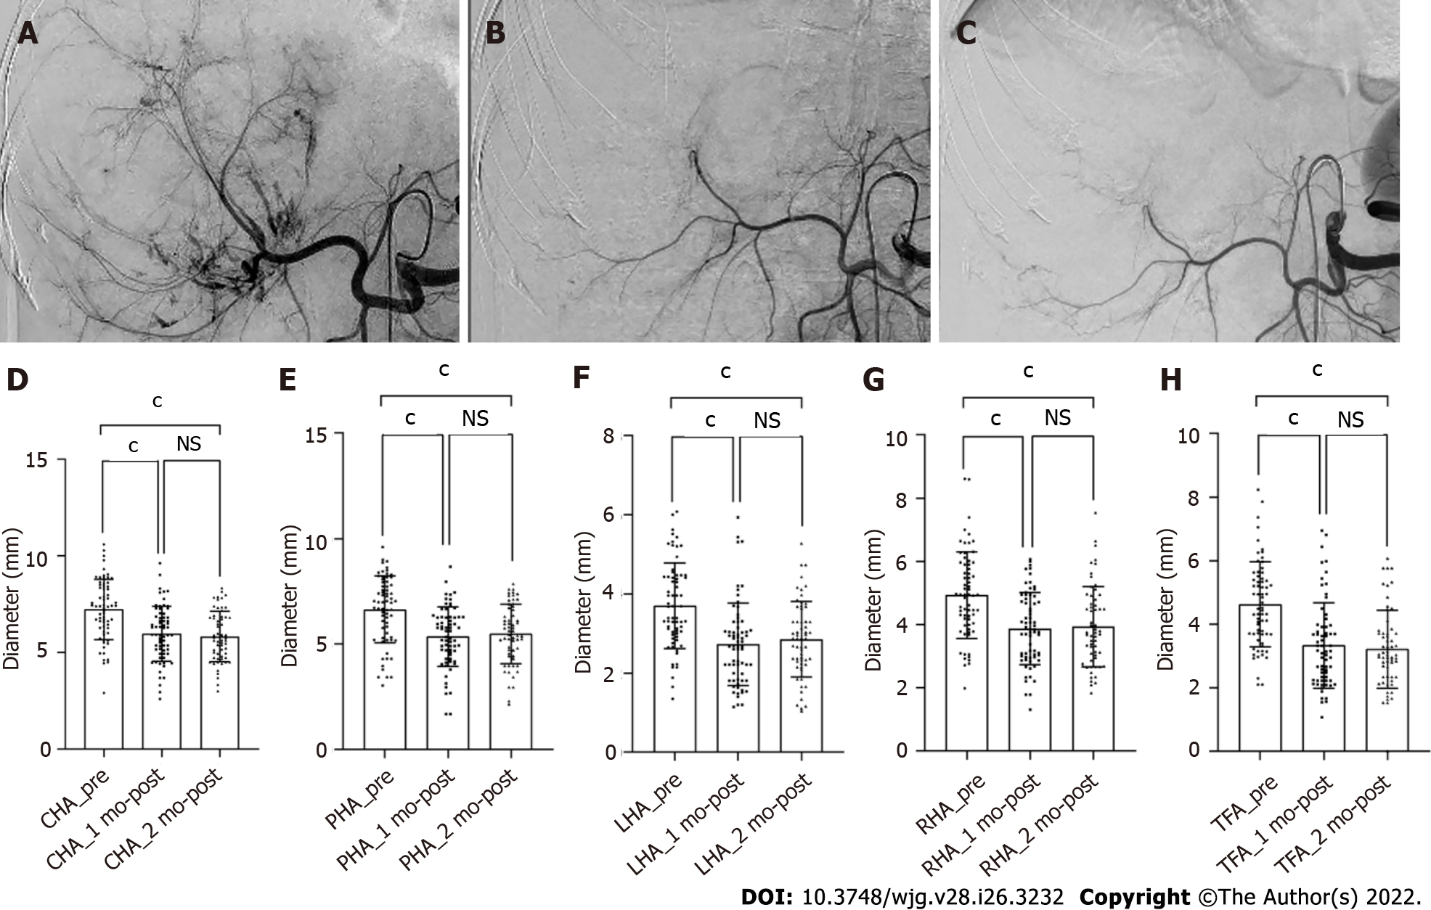 A
B
C
D
E
F
G
H
c
c
NS
15
10
5
0
Diameter (mm)
CHA_pre
CHA_1 mo-post
CHA_2 mo-post
c
c
NS
15
10
5
0
Diameter (mm)
PHA_pre
PHA_1 mo-post
PHA_2 mo-post
c
c
NS
8
6
4
2
0
Diameter (mm)
LHA_pre
LHA_1 mo-post
LHA_2 mo-post
c
c
NS
10
8
6
4
2
0
Diameter (mm)
RHA_pre
RHA_1 mo-post
RHA_2 mo-post
c
c
NS
10
8
6
4
2
0
Diameter (mm)
TFA_pre
TFA_1 mo-post
TFA_2 mo-post
DOI: 10.3748/wjg.v28.i26.3232 Copyright ©The Author(s) 2022.